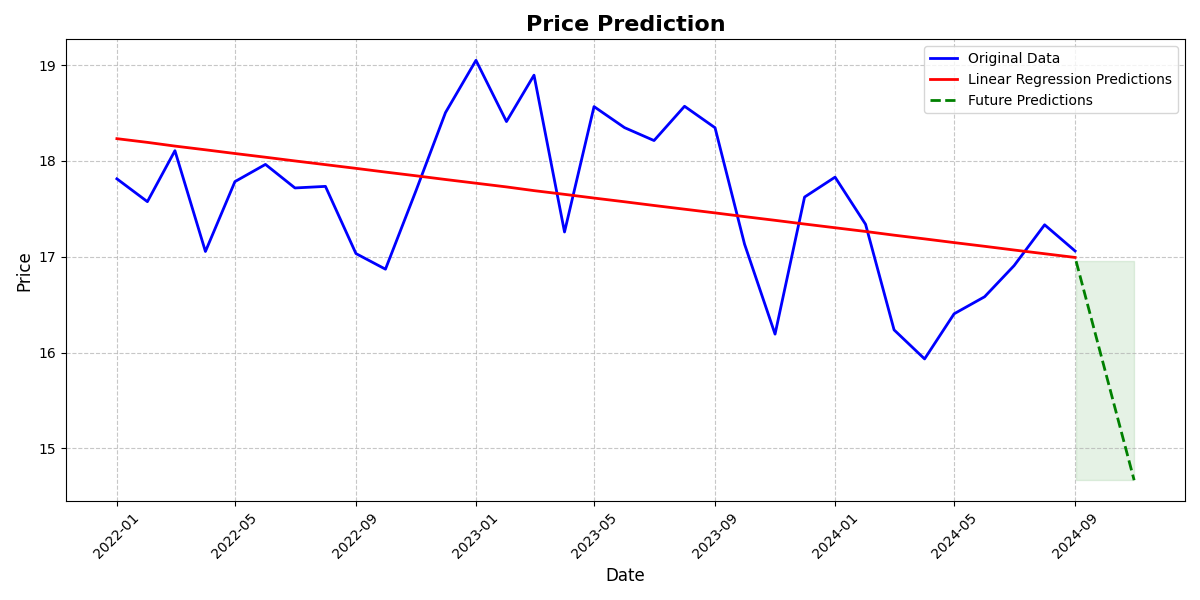 Price Prediction
Original Data
Linear Regression Predictions
Future Predictions
Price
19
18
17
16
15
2022-01
2022-05
2022-09
2023-01
2023-05
2023-09
2024-01
2024-05
2024-09
Date